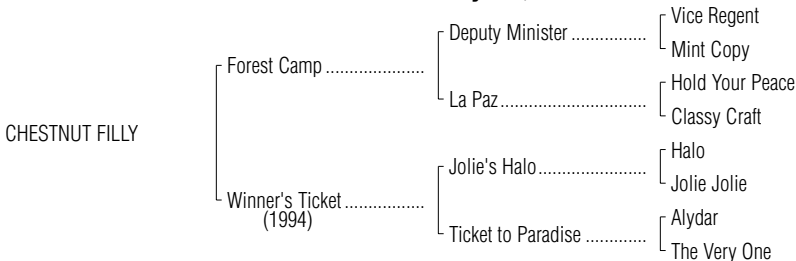 Vice Regent
Deputy Minister ................
Mint Copy
Forest Camp .....................
Hold Your Peace
La Paz...............................
Classy Craft
CHESTNUT FILLY
Halo
Jolie's Halo.......................
Jolie Jolie
Winner's Ticket .................
(1994)
Alydar
Ticket to Paradise .............
The Very One